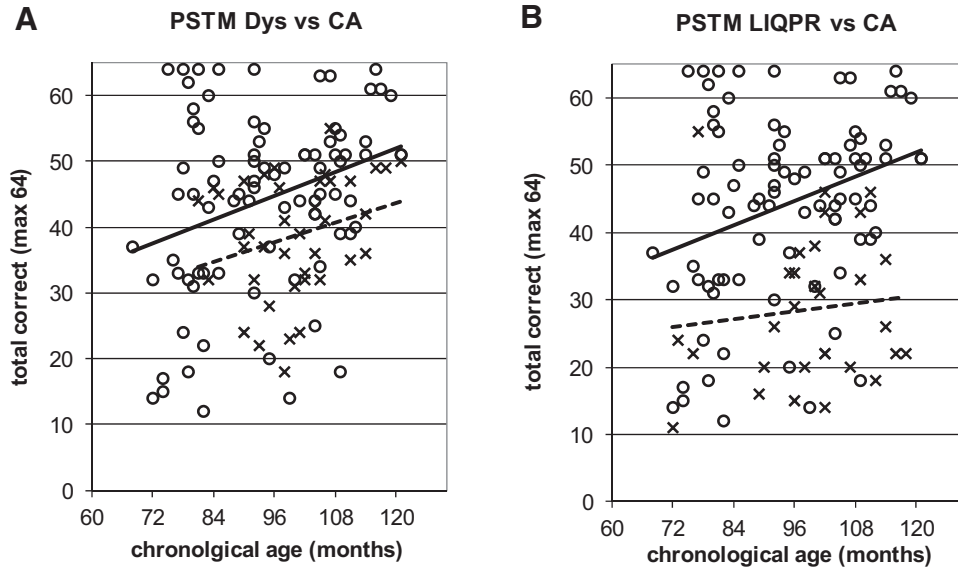 A
PSTM Dys vs CA
total correct (max 64)
60
50
40
30
20
10
0
60 72 84 96 108 120
chronolgical age (months)
B
PSTM LIQPR vs CA
total correct (max 64)
60
50
40
30
20
10
0
60 72 84 96 108 120
chronological age (months)